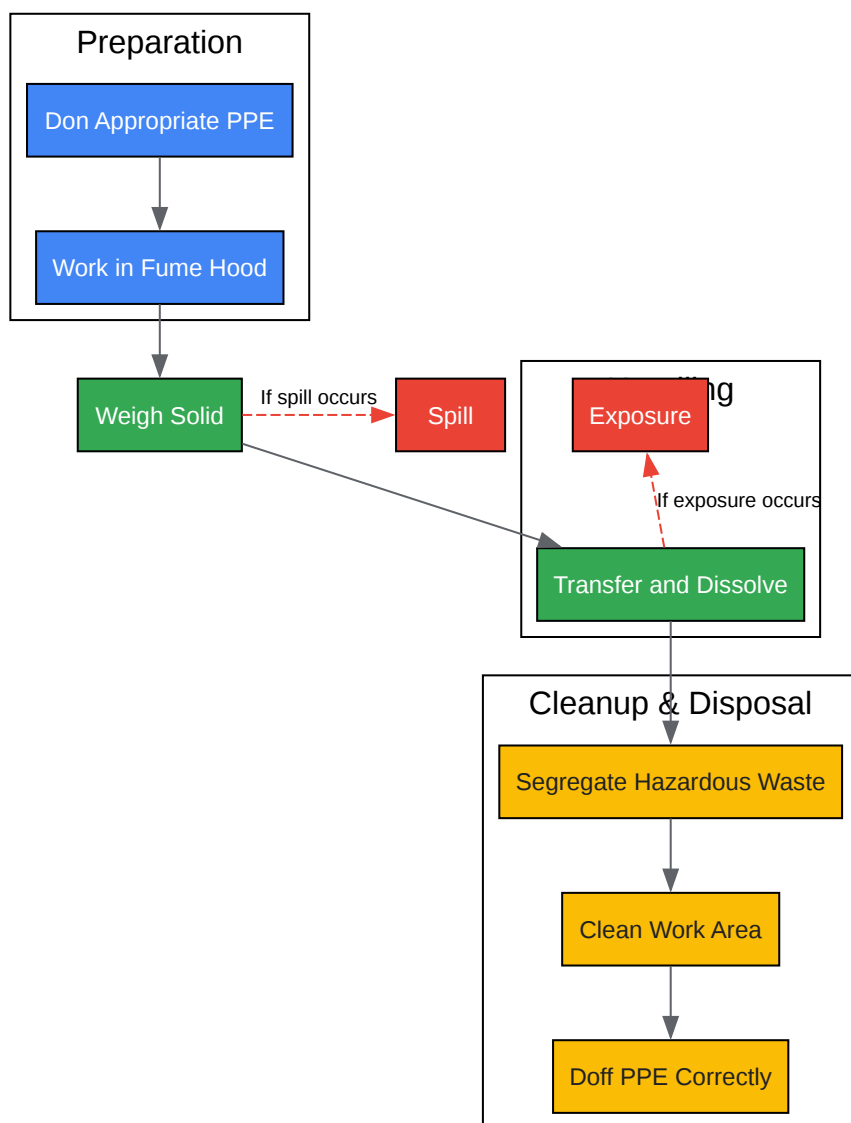 Preparation
Don Appropriate PPE
Work in Fume Hood
Weigh Solid
If spill occurs
Spill
Exposure
If exposure occurs
Transfer and Dissolve
Cleanup & Disposal
Segregate Hazardous Waste
Clean Work Area
Doff PPE Correctly